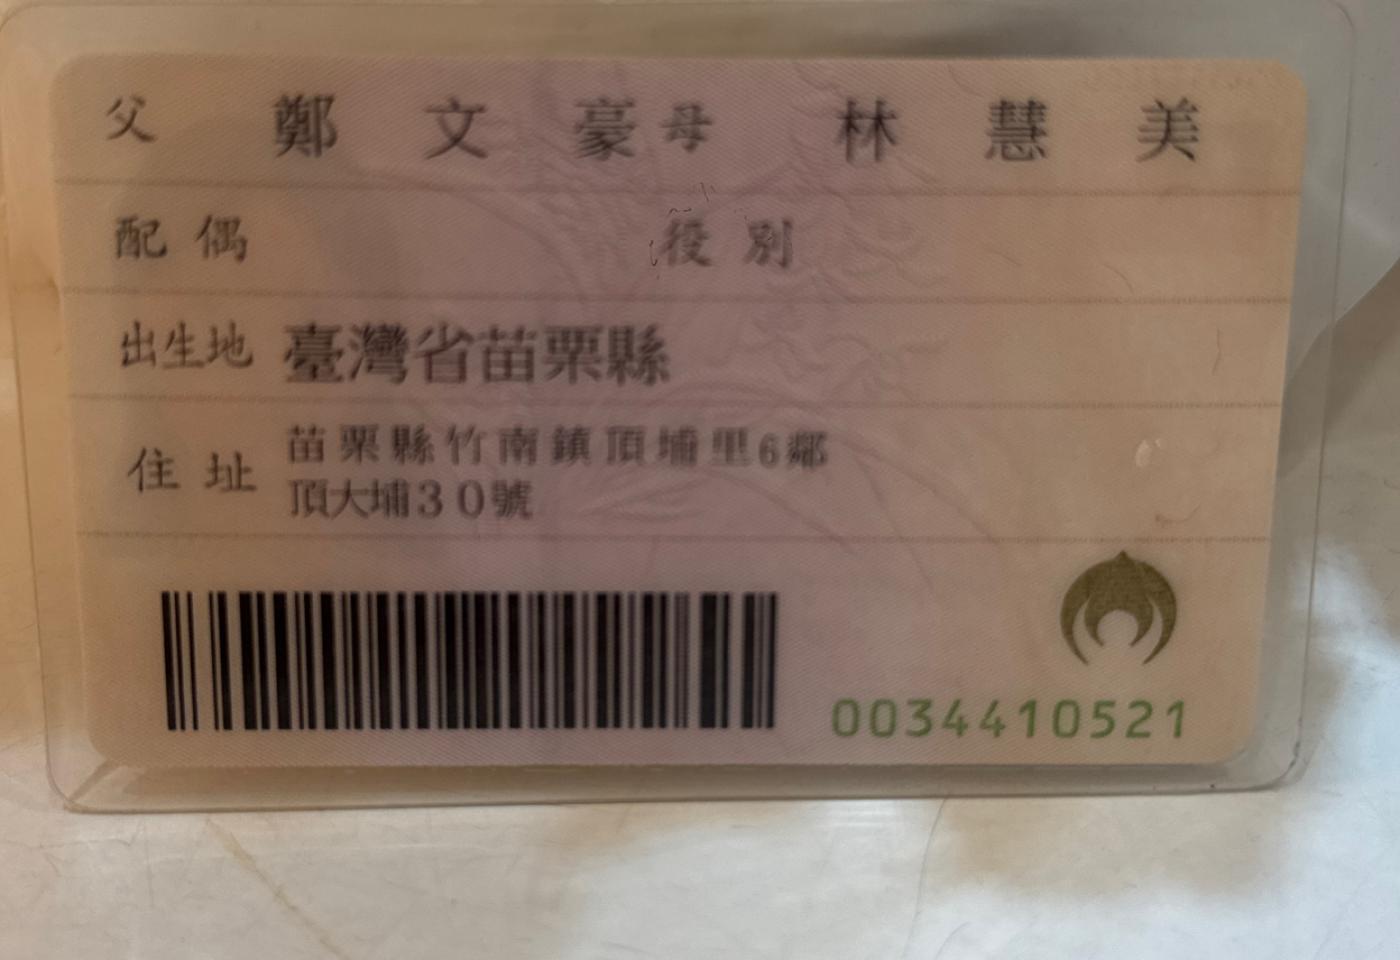 父 鄭文豪 母 林慧美
配偶 役別
出生地 臺灣省苗栗縣
住址 苗栗縣竹南鎮頂埔里6鄰
頂大埔30號
0034410521